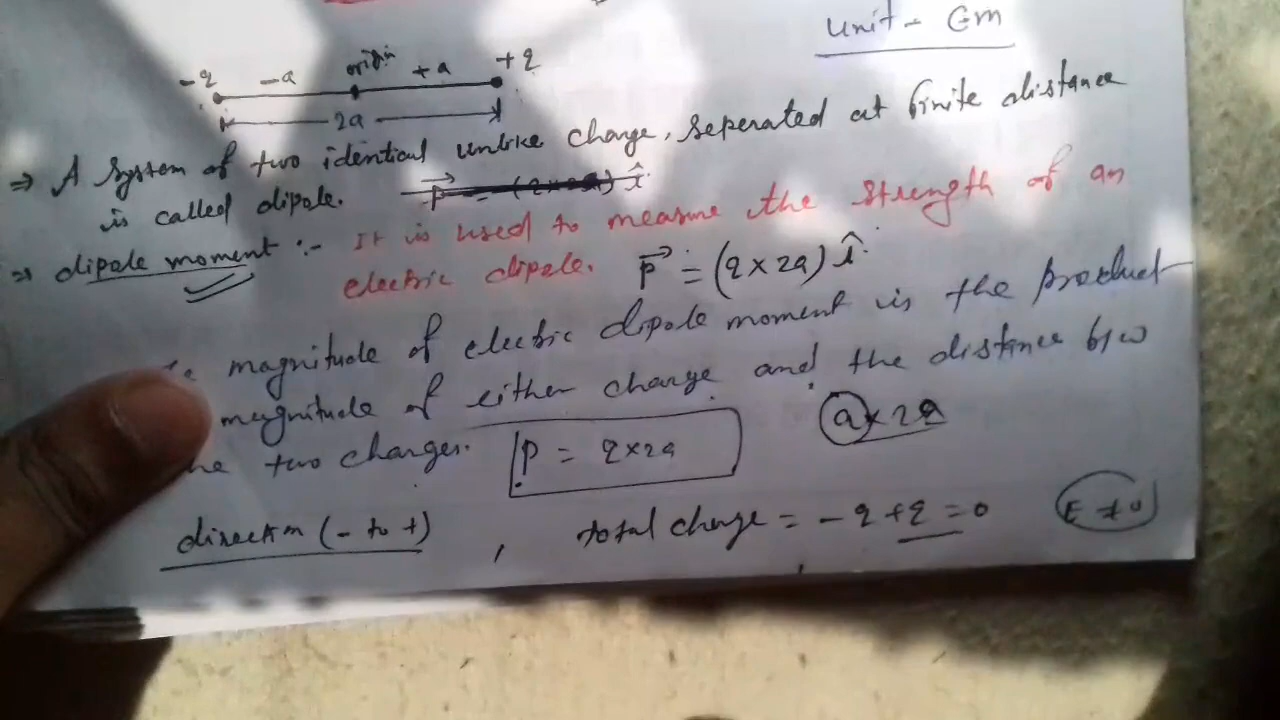 Unit - Cm
-q -a origin +a +q
2a
⇒ A system of two identical unlike charge, seperated at finite distance
is called dipole.
⇒ dipole moment :- It is used to measure the strength of an
electric dipole. p⃗ = (q×2a) î
magnitude of electric dipole moment is the product
magnitude of either charge and the distance b/w
he two charges. p = q×2a
a×2a
direction (- to +) , total charge = -q+q=0 E≠0